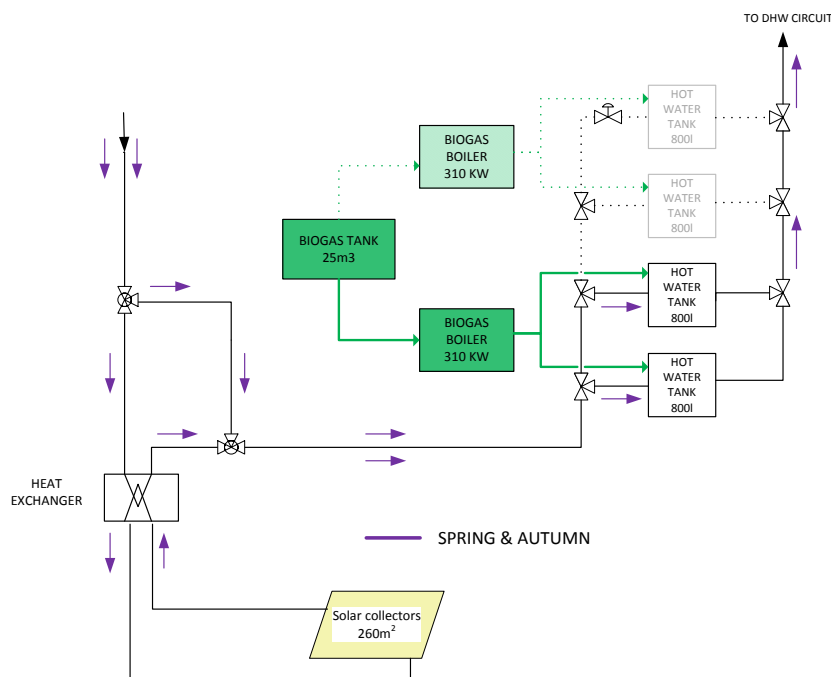 TO DHW CIRCUIT
HOT
WATER
TANK
800l
BIOGAS
BOILER
310 KW
HOT
WATER
TANK
800l
BIOGAS TANK
25m3
HOT
WATER
TANK
800l
BIOGAS
BOILER
310 KW
HOT
WATER
TANK
800l
HEAT
EXCHANGER
SPRING & AUTUMN
Solar collectors
260m²